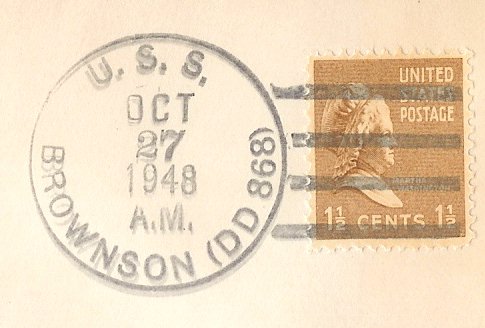 U.S.S.
OCT
27
1948
A.M.
BROWNSON (DD 868)
UNITED
STATES
POSTAGE
1½ CENTS 1½